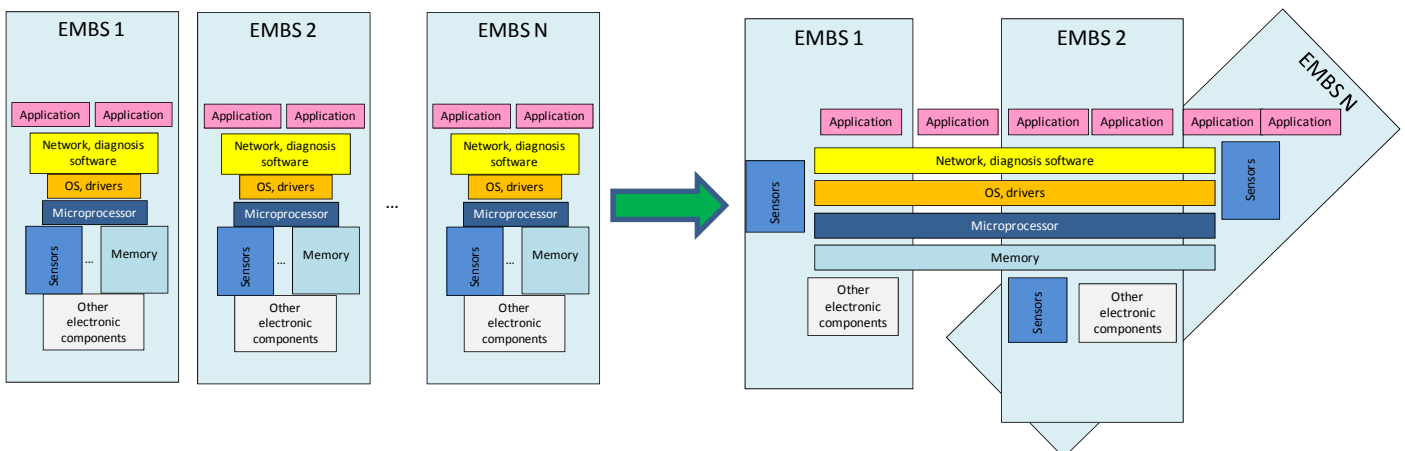 EMBS 1
Application
Application
Network, diagnosis
software
OS, drivers
Microprocessor
Sensors
...
Memory
Other
electronic
components
EMBS 2
Application
Application
Network, diagnosis
software
OS, drivers
Microprocessor
Sensors
...
Memory
Other
electronic
components
...
EMBS N
Application
Application
Network, diagnosis
software
OS, drivers
Microprocessor
Sensors
...
Memory
Other
electronic
components
EMBS 1
EMBS 2
EMBS N
Application
Application
Application
Application
Application
Application
Sensors
Network, diagnosis software
OS, drivers
Microprocessor
Memory
Sensors
Other
electronic
components
Sensors
Other
electronic
components